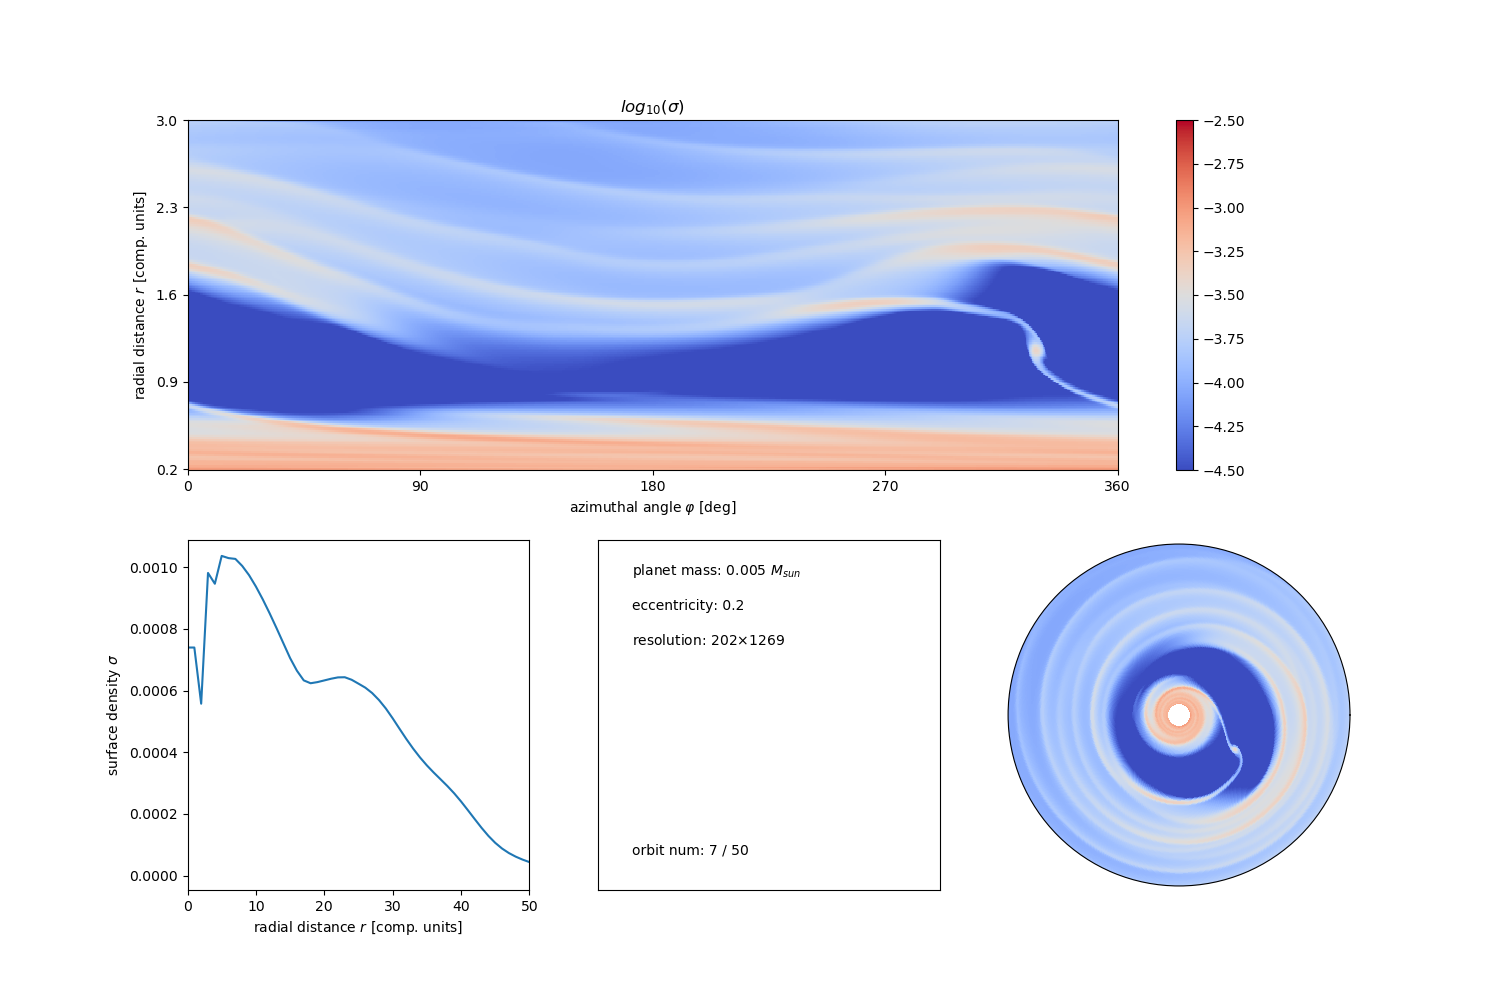 log₁₀(σ)
3.0
2.3
1.6
0.9
0.2
radial distance r [comp. units]
0 90 180 270 360
azimuthal angle φ [deg]
−2.50
−2.75
−3.00
−3.25
−3.50
−3.75
−4.00
−4.25
−4.50
0.0010
0.0008
0.0006
0.0004
0.0002
0.0000
surface density σ
0 10 20 30 40 50
radial distance r [comp. units]
planet mass: 0.005 M_sun
eccentricity: 0.2
resolution: 202×1269
orbit num: 7 / 50